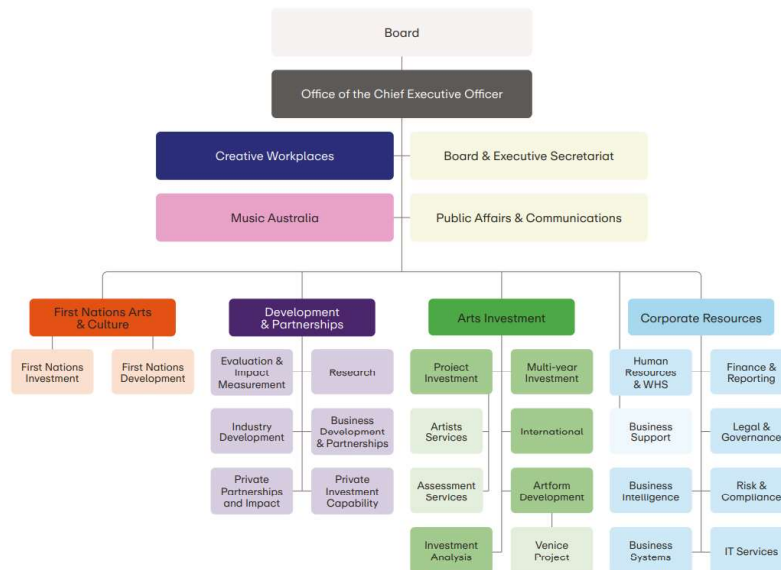 Board
Office of the Chief Executive Officer
Creative Workplaces
Board & Executive Secretariat
Music Australia
Public Affairs & Communications
First Nations Arts
& Culture
Development
& Partnerships
Arts Investment
Corporate Resources
First Nations
Investment
First Nations
Development
Evaluation &
Impact
Measurement
Research
Project
Investment
Multi-year
Investment
Human
Resources
& WHS
Finance &
Reporting
Industry
Development
Business
Development
& Partnerships
Artists
Services
International
Business
Support
Legal &
Governance
Private
Partnerships
and Impact
Private
Investment
Capability
Assessment
Services
Artform
Development
Business
Intelligence
Risk &
Compliance
Investment
Analysis
Venice
Project
Business
Systems
IT Services